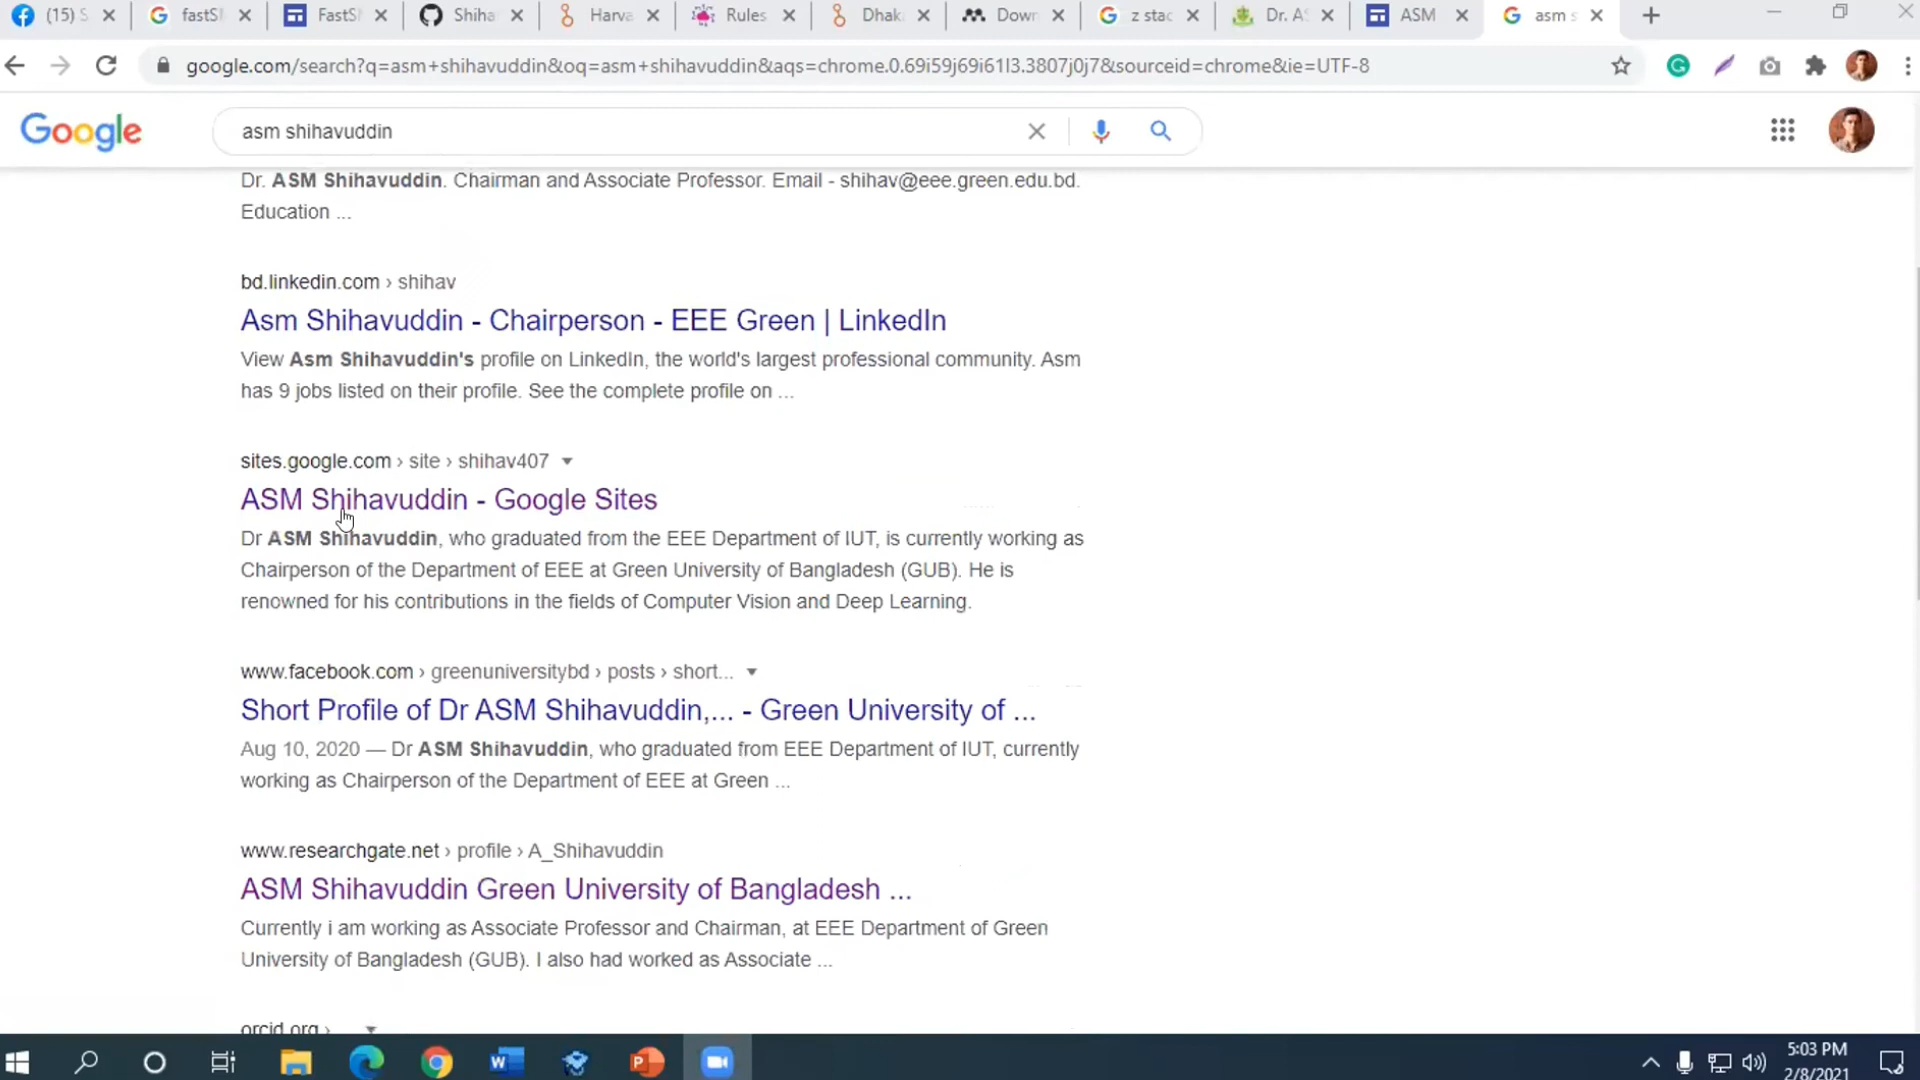 (15) S
fastS
FastS
Shiha
Harva
Rules
Dhak
Down
z stac
Dr. AS
ASM
asm s
google.com/search?q=asm+shihavuddin&oq=asm+shihavuddin&aqs=chrome.0.69i59j69i61l3.3807j0j7&sourceid=chrome&ie=UTF-8
Google
asm shihavuddin
Dr. ASM Shihavuddin. Chairman and Associate Professor. Email - shihav@eee.green.edu.bd.
Education ...
bd.linkedin.com › shihav
Asm Shihavuddin - Chairperson - EEE Green | LinkedIn
View Asm Shihavuddin's profile on LinkedIn, the world's largest professional community. Asm
has 9 jobs listed on their profile. See the complete profile on ...
sites.google.com › site › shihav407
ASM Shihavuddin - Google Sites
Dr ASM Shihavuddin, who graduated from the EEE Department of IUT, is currently working as
Chairperson of the Department of EEE at Green University of Bangladesh (GUB). He is
renowned for his contributions in the fields of Computer Vision and Deep Learning.
www.facebook.com › greenuniversitybd › posts › short...
Short Profile of Dr ASM Shihavuddin,... - Green University of ...
Aug 10, 2020 — Dr ASM Shihavuddin, who graduated from EEE Department of IUT, currently
working as Chairperson of the Department of EEE at Green ...
www.researchgate.net › profile › A_Shihavuddin
ASM Shihavuddin Green University of Bangladesh ...
Currently i am working as Associate Professor and Chairman, at EEE Department of Green
University of Bangladesh (GUB). I also had worked as Associate ...
orcid.org ›
5:03 PM
2/8/2021